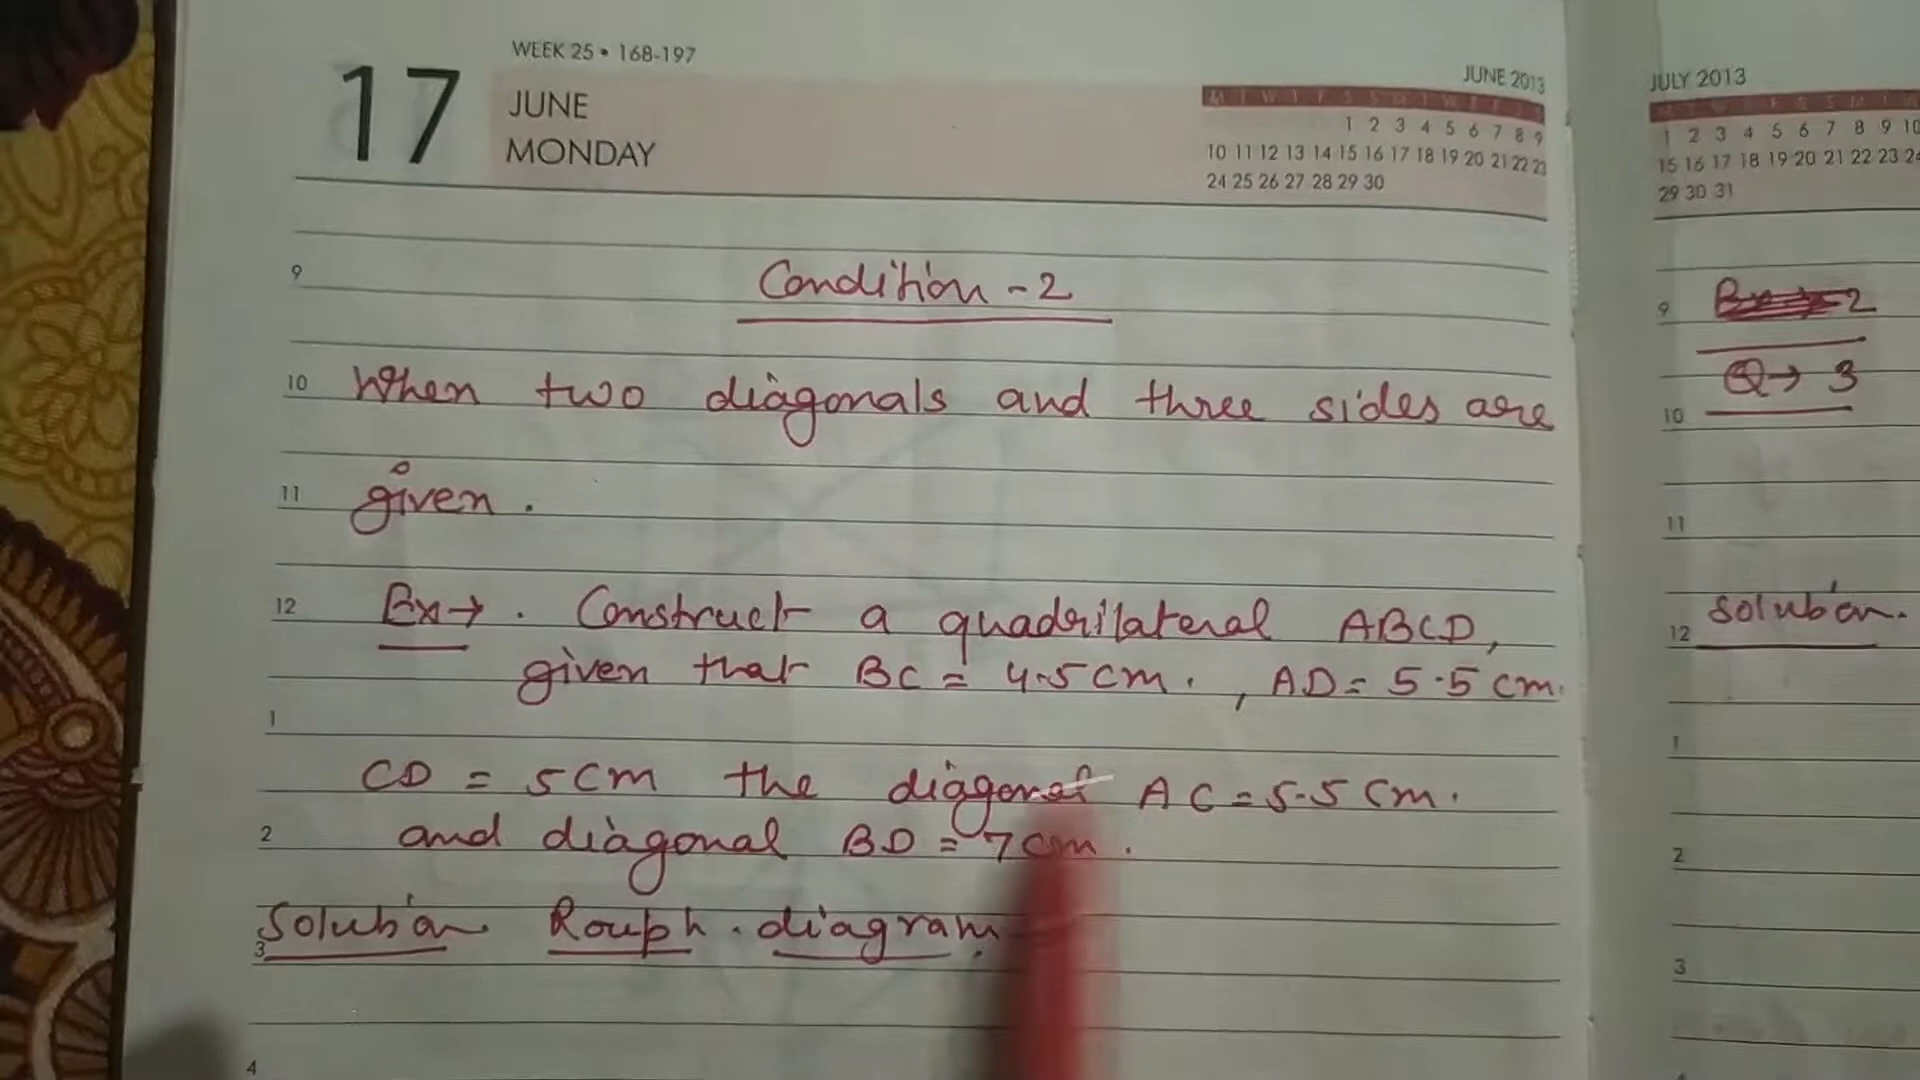 WEEK 25 • 168-197
17
JUNE
MONDAY
JUNE 2013
M T W T F S S M T W T F S S
1 2 3 4 5 6 7 8 9
10 11 12 13 14 15 16 17 18 19 20 21 22 23
24 25 26 27 28 29 30
9 Condition - 2
10 When two diagonals and three sides are
11 given .
12 Ex → . Construct a quadrilateral ABCD,
given that BC = 4.5 cm. , AD = 5.5 cm.
1
CD = 5 cm the diagonal AC = 5.5 cm.
2 and diagonal BD = 7 cm .
3 Solution Rough . diagram .
4
JULY 2013
1 2 3 4 5 6 7 8 9 10
15 16 17 18 19 20 21 22 23 24
29 30 31
9
Q → 3
10
11
12 solution.
1
2
3